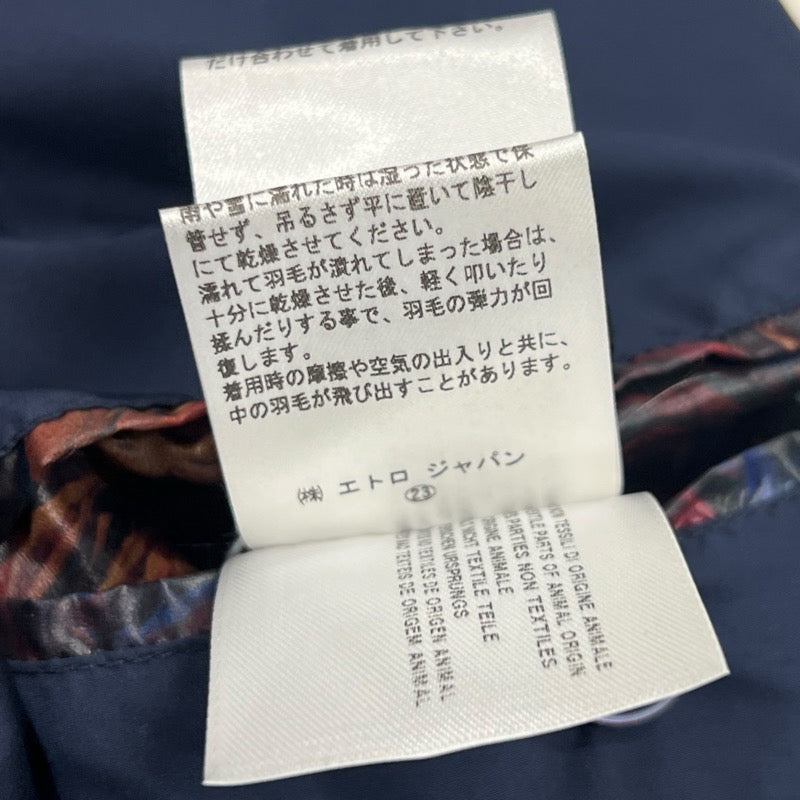 だけ合わせて着用して下さい。
雨や雪に濡れた時は湿った状態で保
管せず、吊るさず平に置いて陰干し
にて乾燥させてください。
濡れて羽毛が潰れてしまった場合は、
十分に乾燥させた後、軽く叩いたり
揉んだりする事で、羽毛の弾力が回
復します。
着用時の摩擦や空気の出入りと共に、
中の羽毛が飛び出すことがあります。
㈱ エトロ ジャパン
㉓
TESSILI DI ORIGINE ANIMALE
PARTS OF ANIMAL ORIGIN
PARTIES NON TEXTILES
ORIGINE ANIMALE
NICHT TEXTILE TEILE
URSPRUNGS
TEXTILES DE ORIGEN ANIMAL
TEXTEIS DE ORIGEM ANIMAL